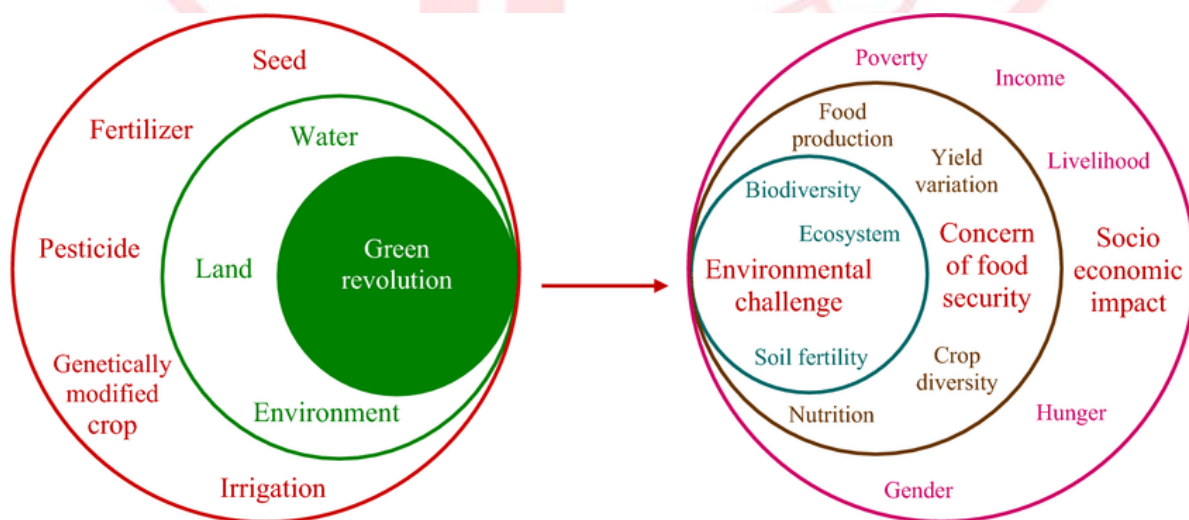 Seed
Fertilizer
Water
Pesticide
Land
Green
revolution
Genetically
modified
crop
Environment
Irrigation
Poverty
Income
Food
production
Yield
variation
Livelihood
Biodiversity
Ecosystem
Environmental
challenge
Concern
of food
security
Socio
economic
impact
Soil fertility
Crop
diversity
Nutrition
Hunger
Gender